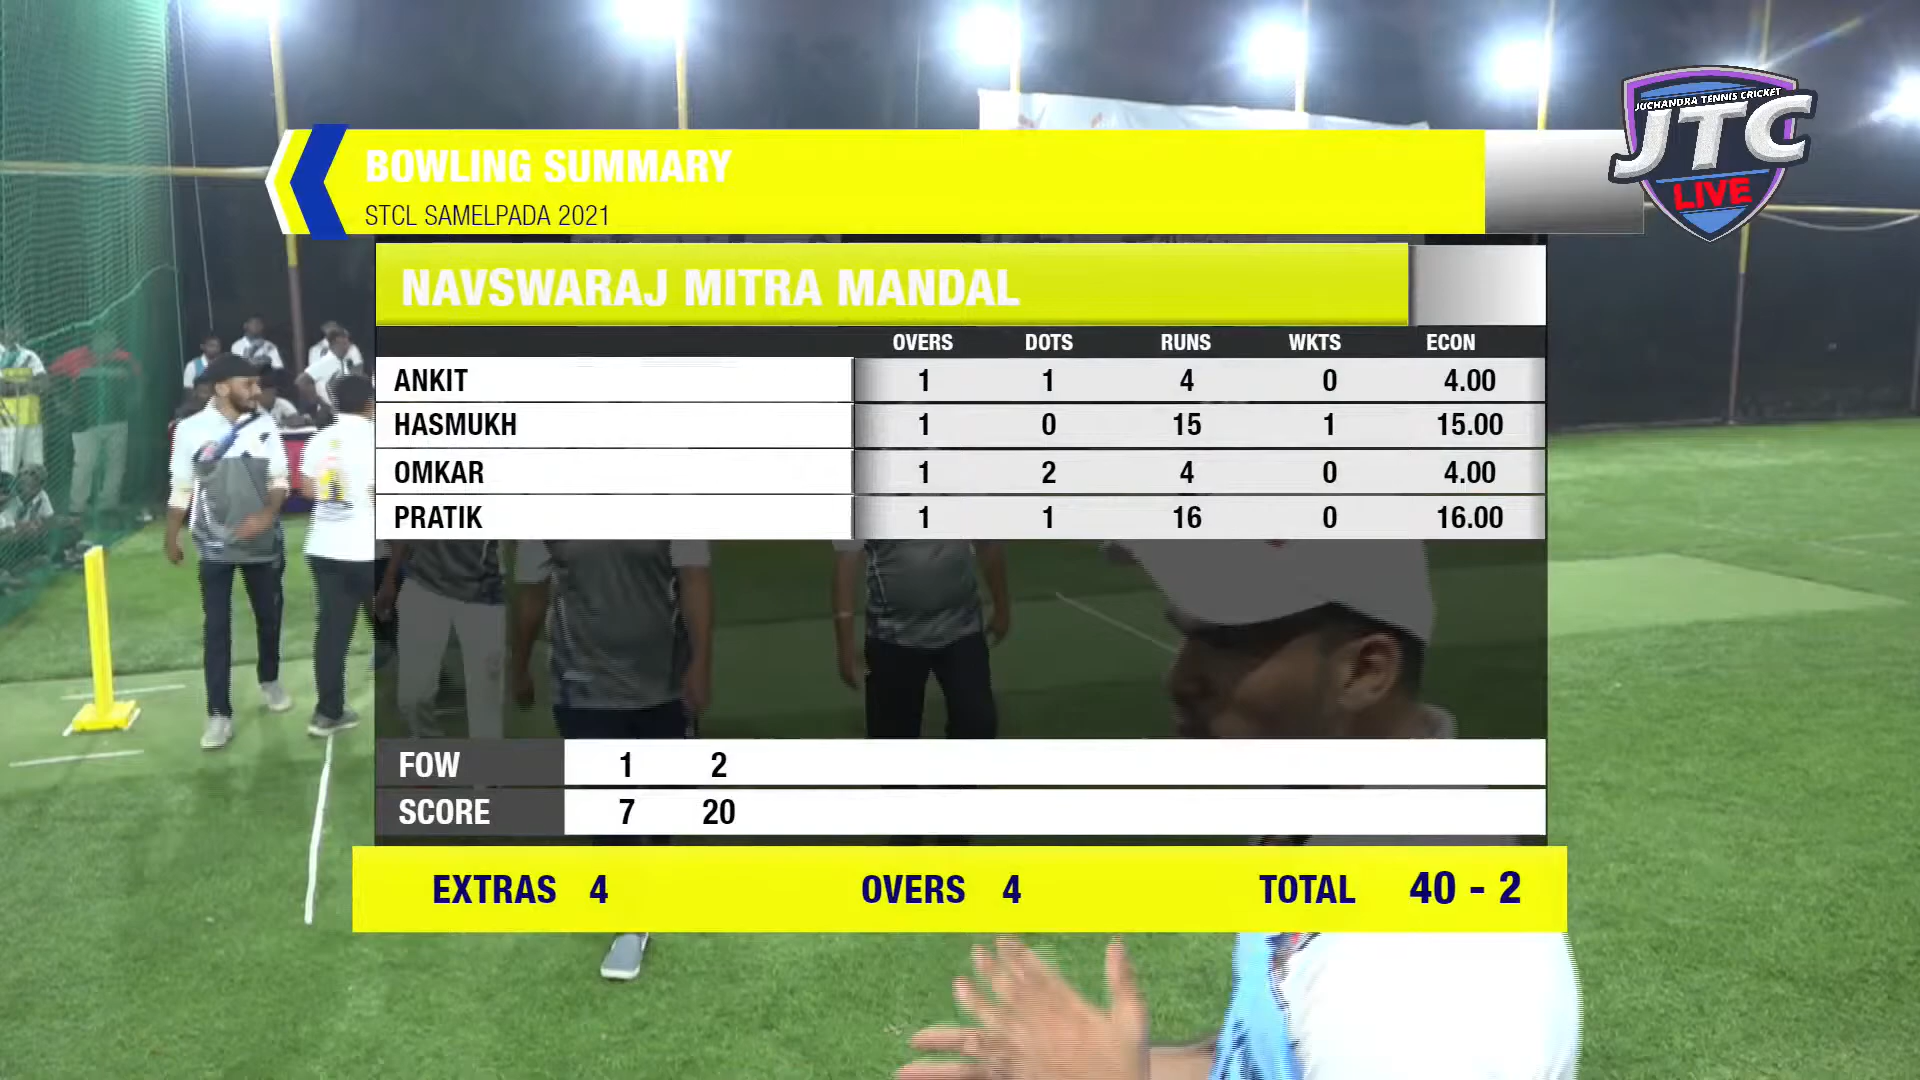 JUCHANDRA TENNIS CRICKET
JTC
LIVE
BOWLING SUMMARY
STCL SAMELPADA 2021
NAVSWARAJ MITRA MANDAL
OVERS DOTS RUNS WKTS ECON
ANKIT 1 1 4 0 4.00
HASMUKH 1 0 15 1 15.00
OMKAR 1 2 4 0 4.00
PRATIK 1 1 16 0 16.00
FOW 1 2
SCORE 7 20
EXTRAS 4 OVERS 4 TOTAL 40 - 2